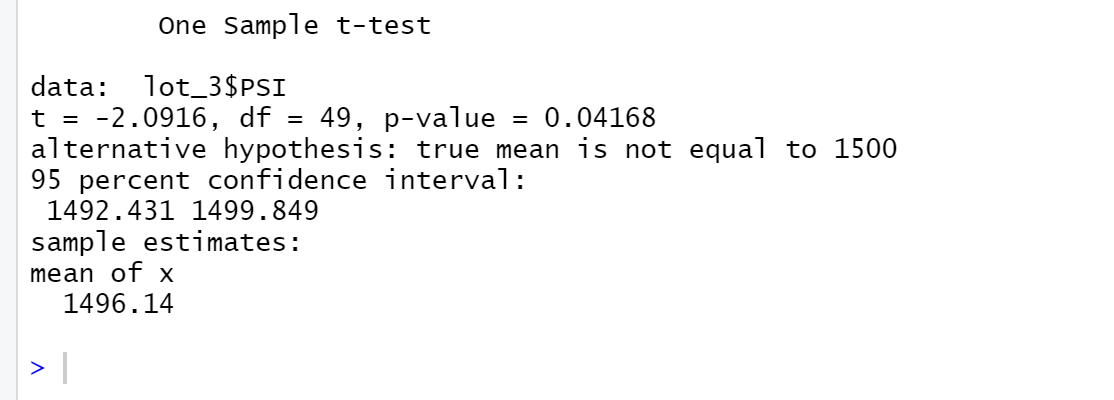 One Sample t-test
data:  lot_3$PSI
t = -2.0916, df = 49, p-value = 0.04168
alternative hypothesis: true mean is not equal to 1500
95 percent confidence interval:
 1492.431 1499.849
sample estimates:
mean of x
  1496.14
>